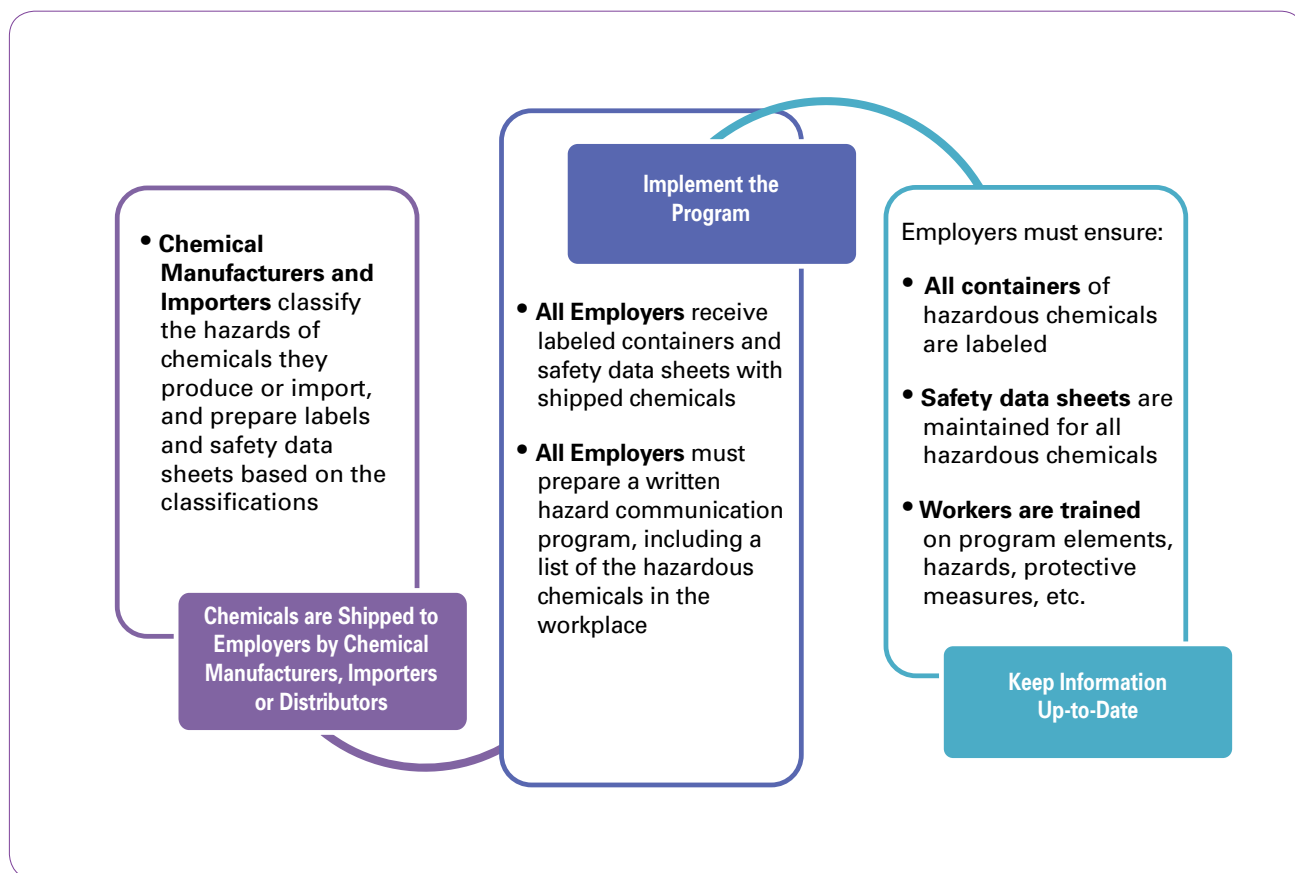 • Chemical
Manufacturers and
Importers classify
the hazards of
chemicals they
produce or import,
and prepare labels
and safety data
sheets based on the
classifications
Chemicals are Shipped to
Employers by Chemical
Manufacturers, Importers
or Distributors
Implement the
Program
• All Employers receive
labeled containers and
safety data sheets with
shipped chemicals
• All Employers must
prepare a written
hazard communication
program, including a
list of the hazardous
chemicals in the
workplace
Employers must ensure:
• All containers of
hazardous chemicals
are labeled
• Safety data sheets are
maintained for all
hazardous chemicals
• Workers are trained
on program elements,
hazards, protective
measures, etc.
Keep Information
Up-to-Date